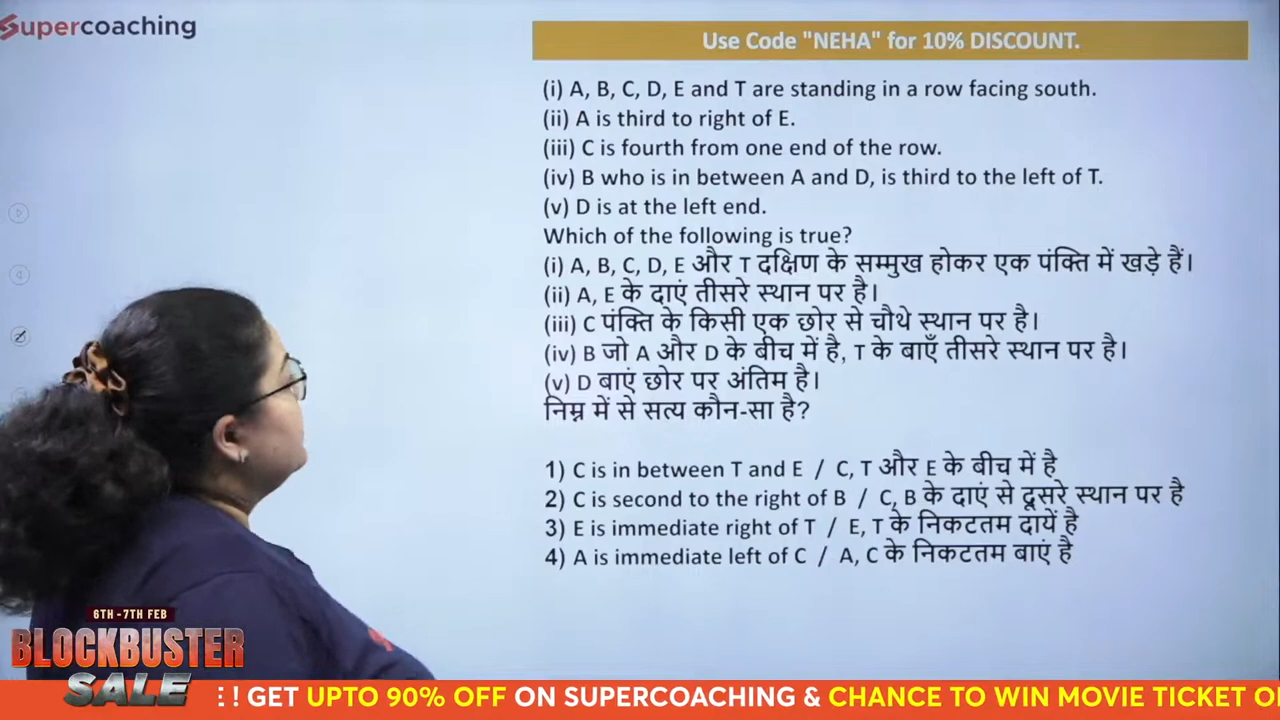 Supercoaching
Use Code "NEHA" for 10% DISCOUNT.
(i) A, B, C, D, E and T are standing in a row facing south.
(ii) A is third to right of E.
(iii) C is fourth from one end of the row.
(iv) B who is in between A and D, is third to the left of T.
(v) D is at the left end.
Which of the following is true?
(i) A, B, C, D, E और T दक्षिण के सम्मुख होकर एक पंक्ति में खड़े हैं।
(ii) A, E के दाएं तीसरे स्थान पर है।
(iii) C पंक्ति के किसी एक छोर से चौथे स्थान पर है।
(iv) B जो A और D के बीच में है, T के बाएँ तीसरे स्थान पर है।
(v) D बाएं छोर पर अंतिम है।
निम्न में से सत्य कौन-सा है?
1) C is in between T and E / C, T और E के बीच में है
2) C is second to the right of B / C, B के दाएं से दूसरे स्थान पर है
3) E is immediate right of T / E, T के निकटतम दायें है
4) A is immediate left of C / A, C के निकटतम बाएं है
6TH -7TH FEB
BLOCKBUSTER
SALE
! GET UPTO 90% OFF ON SUPERCOACHING & CHANCE TO WIN MOVIE TICKET